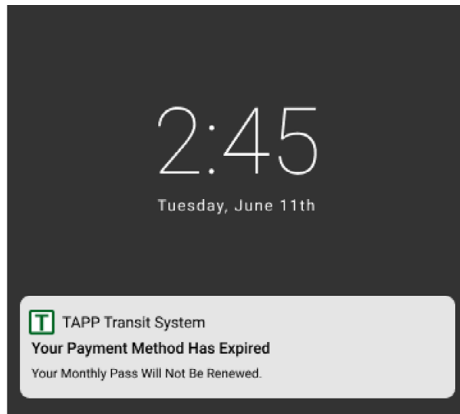 2:45
Tuesday, June 11th
T TAPP Transit System
Your Payment Method Has Expired
Your Monthly Pass Will Not Be Renewed.